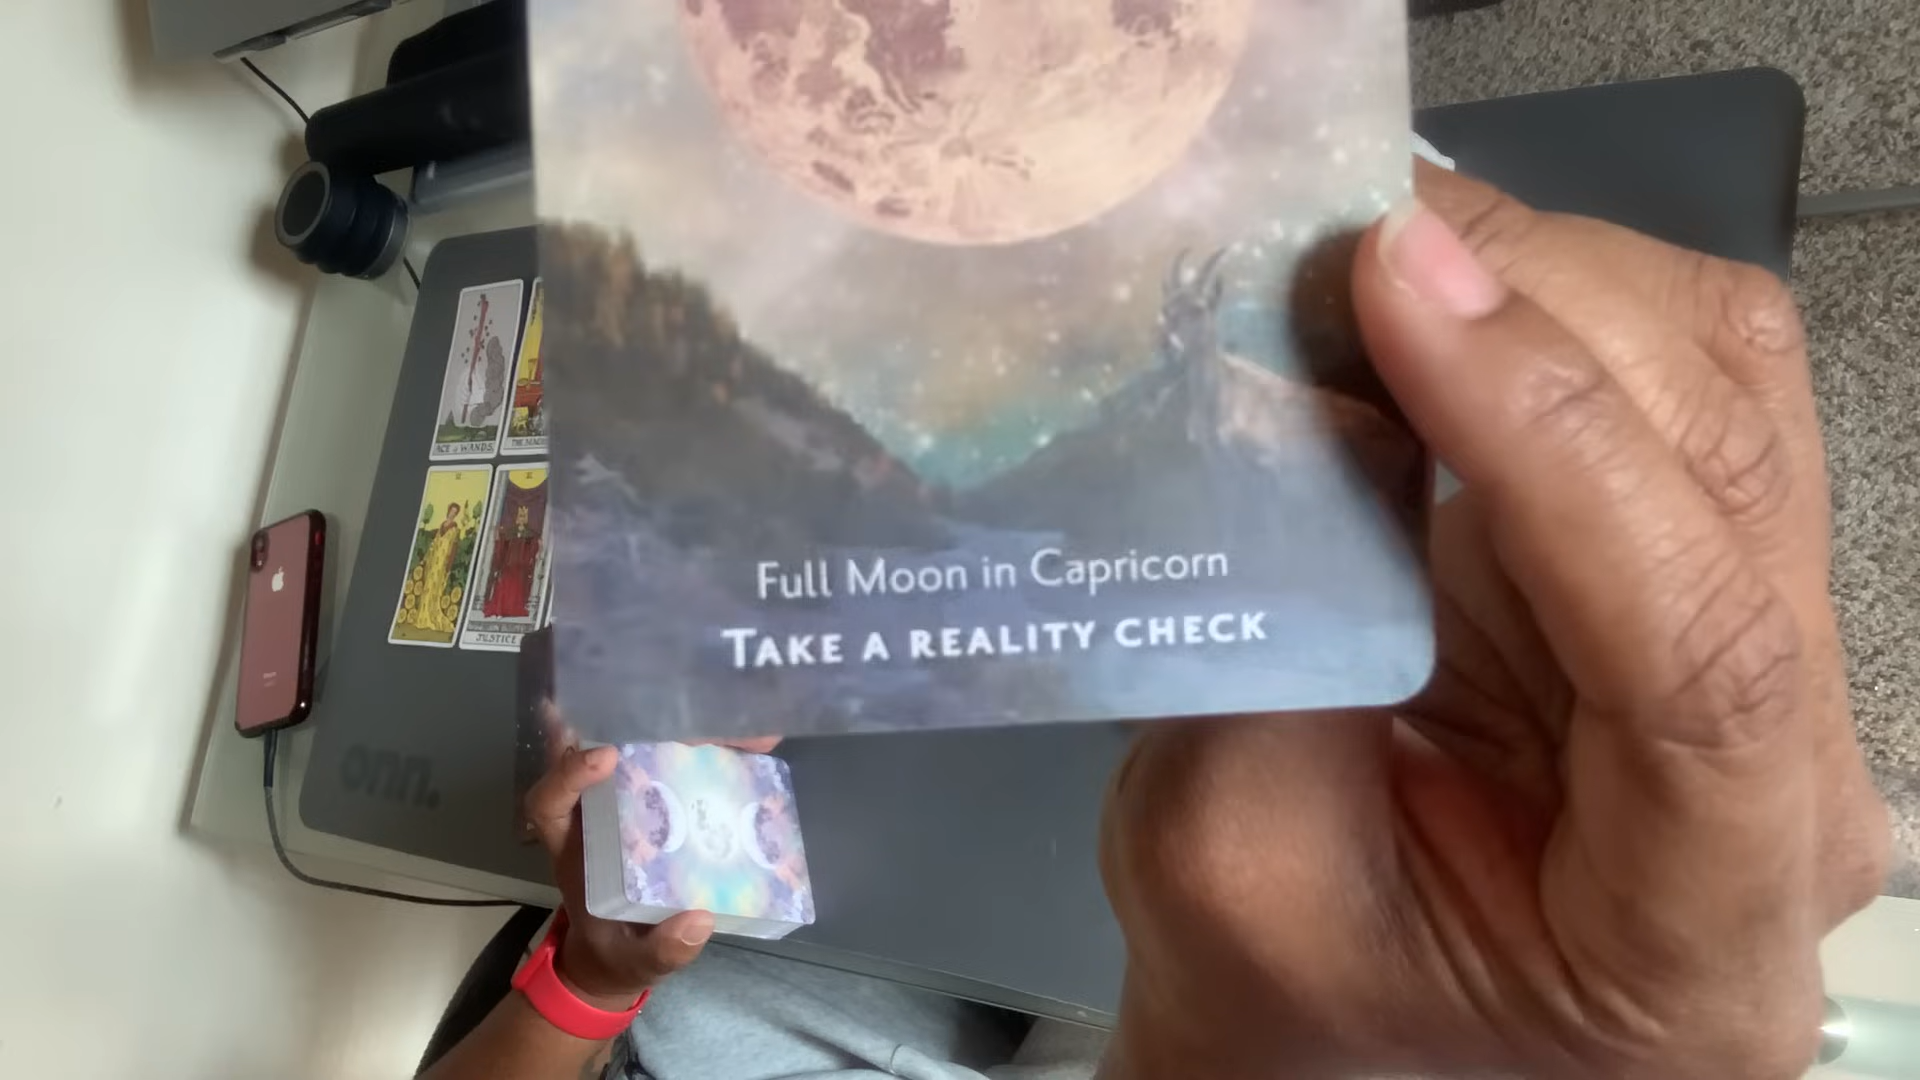 ACE of WANDS.
JUSTICE
onn.
Full Moon in Capricorn
TAKE A REALITY CHECK